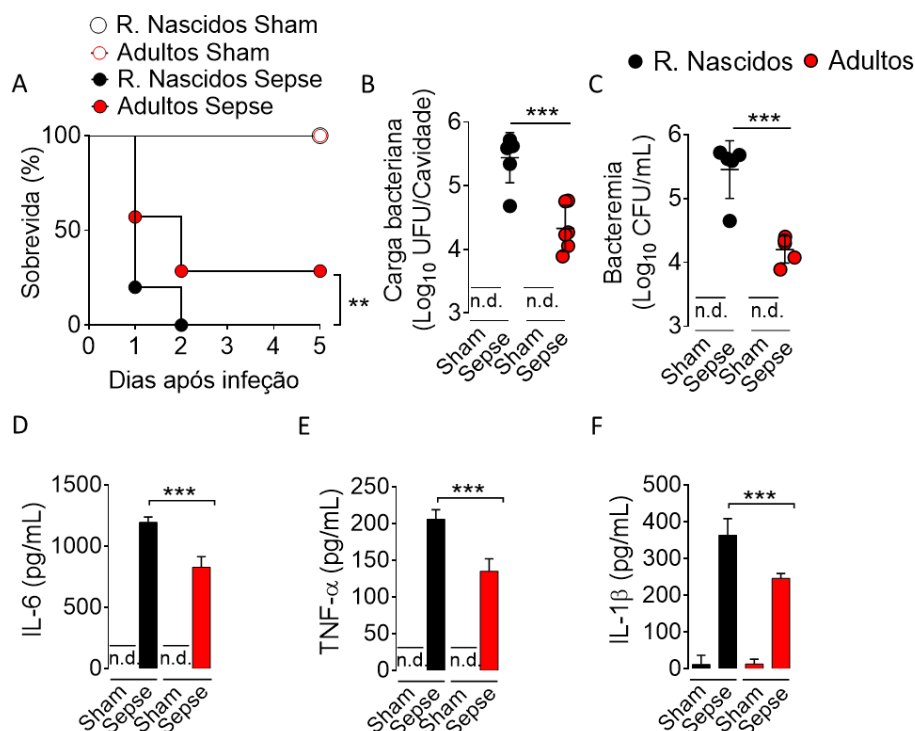 R. Nascidos Sham
Adultos Sham
R. Nascidos Sepse
Adultos Sepse
A
Sobrevida (%)
100
50
0
0 1 2 3 4 5
Dias após infeção
**
R. Nascidos Adultos
B
Carga bacteriana
(Log10 UFU/Cavidade)
6
5
4
3
***
n.d. n.d.
Sham Sepse Sham Sepse
C
Bacteremia
(Log10 CFU/mL)
6
5
4
3
***
n.d. n.d.
Sham Sepse Sham Sepse
D
IL-6 (pg/mL)
1500
1000
500
0
***
n.d. n.d.
Sham Sepse Sham Sepse
E
TNF-α (pg/mL)
250
200
150
100
50
0
***
n.d. n.d.
Sham Sepse Sham Sepse
F
IL-1β (pg/mL)
500
400
300
200
100
0
***
Sham Sepse Sham Sepse